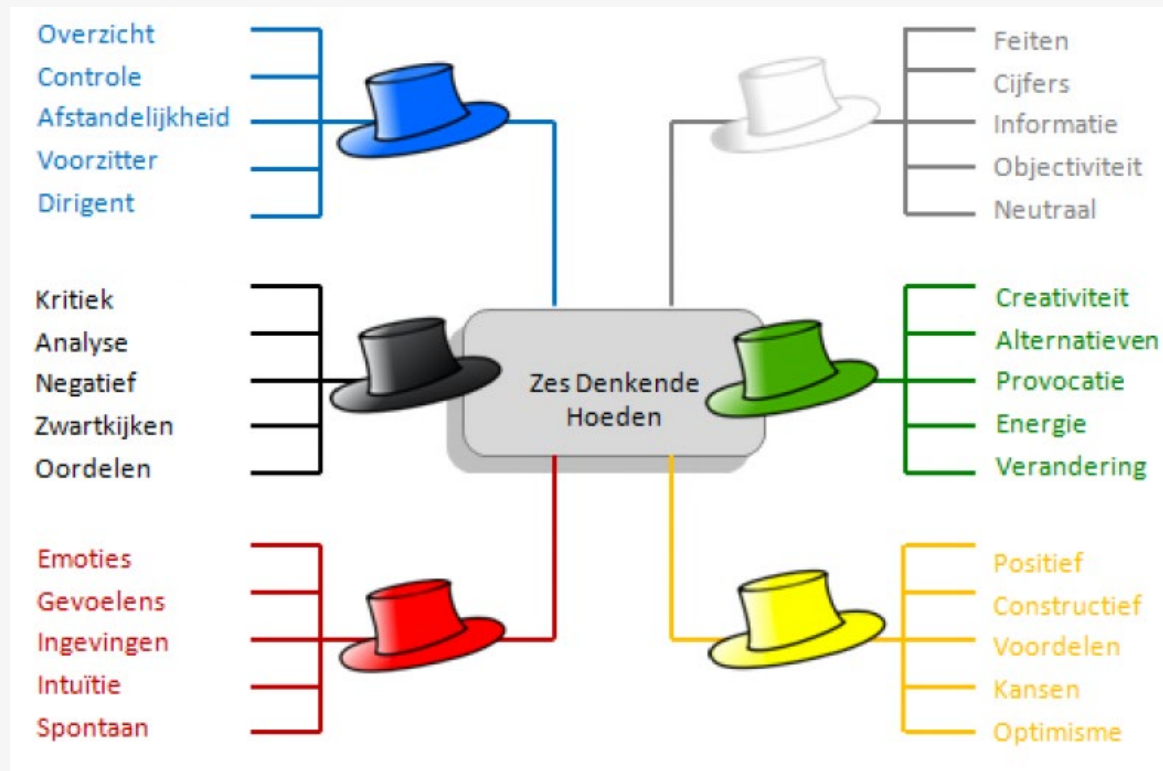 Overzicht
Controle
Afstandelijkheid
Voorzitter
Dirigent
Feiten
Cijfers
Informatie
Objectiviteit
Neutraal
Kritiek
Analyse
Negatief
Zwartkijken
Oordelen
Zes Denkende
Hoeden
Creativiteit
Alternatieven
Provocatie
Energie
Verandering
Emoties
Gevoelens
Ingevingen
Intuïtie
Spontaan
Positief
Constructief
Voordelen
Kansen
Optimisme